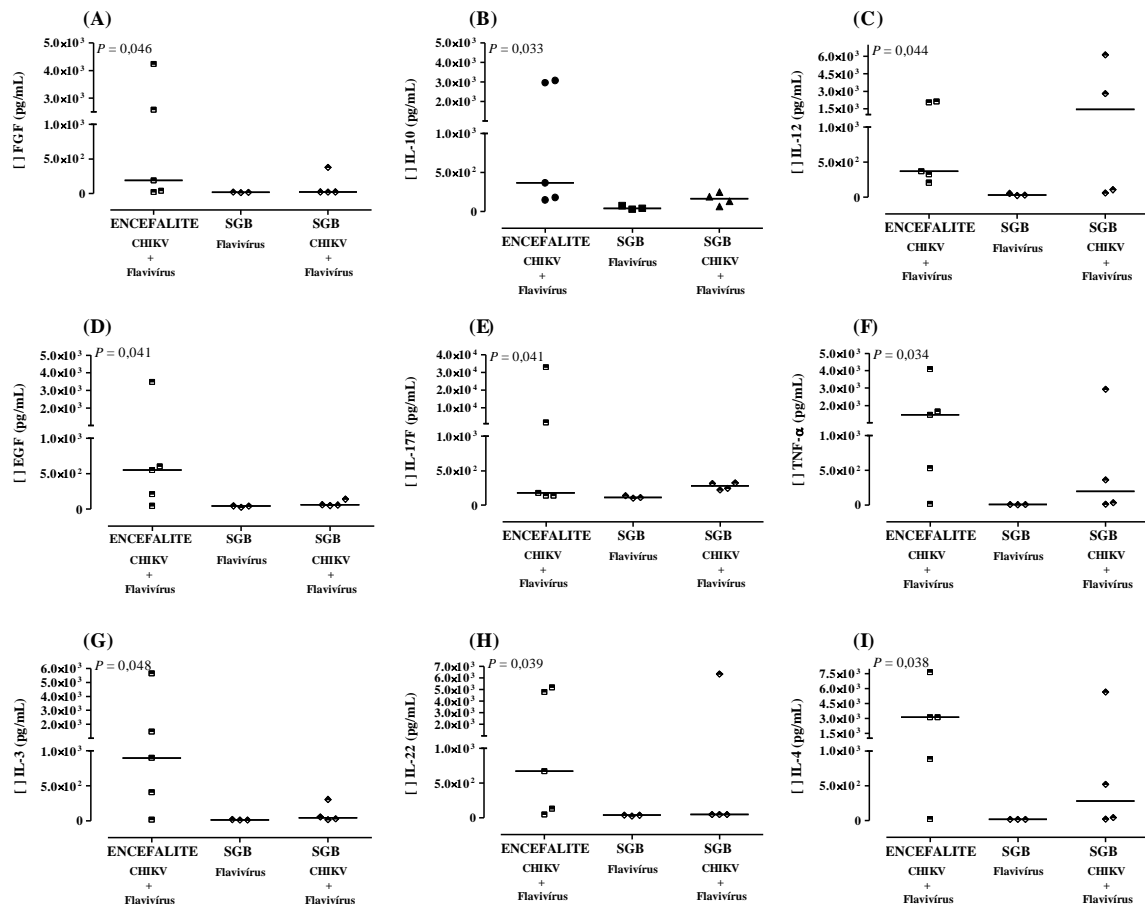 (A)
P = 0,046
[ ] FGF (pg/mL)
5.0×10³
4.0×10³
3.0×10³
2.0×10³
1.0×10³
5.0×10²
0
ENCEFALITE
CHIKV
+
Flavivírus
SGB
Flavivírus
SGB
CHIKV
+
Flavivírus
(B)
P = 0,033
[ ] IL-10 (pg/mL)
5.0×10³
4.0×10³
3.0×10³
2.0×10³
1.0×10³
5.0×10²
0
ENCEFALITE
CHIKV
+
Flavivírus
SGB
Flavivírus
SGB
CHIKV
+
Flavivírus
(C)
P = 0,044
[ ] IL-12 (pg/mL)
6.0×10³
4.5×10³
3.0×10³
1.5×10³
1.0×10³
5.0×10²
0
ENCEFALITE
CHIKV
+
Flavivírus
SGB
Flavivírus
SGB
CHIKV
+
Flavivírus
(D)
P = 0,041
[ ] EGF (pg/mL)
5.0×10³
4.0×10³
3.0×10³
2.0×10³
1.0×10³
5.0×10²
0
ENCEFALITE
CHIKV
+
Flavivírus
SGB
Flavivírus
SGB
CHIKV
+
Flavivírus
(E)
P = 0,041
[ ] IL-17F (pg/mL)
4.0×10⁴
3.0×10⁴
2.0×10⁴
1.0×10⁴
1.0×10³
5.0×10²
0
ENCEFALITE
CHIKV
+
Flavivírus
SGB
Flavivírus
SGB
CHIKV
+
Flavivírus
(F)
P = 0,034
[ ] TNF-α (pg/mL)
5.0×10³
4.0×10³
3.0×10³
2.0×10³
1.0×10³
1.0×10³
5.0×10²
0
ENCEFALITE
CHIKV
+
Flavivírus
SGB
Flavivírus
SGB
CHIKV
+
Flavivírus
(G)
P = 0,048
[ ] IL-3 (pg/mL)
6.0×10³
5.0×10³
4.0×10³
3.0×10³
2.0×10³
1.0×10³
5.0×10²
0
ENCEFALITE
CHIKV
+
Flavivírus
SGB
Flavivírus
SGB
CHIKV
+
Flavivírus
(H)
P = 0,039
[ ] IL-22 (pg/mL)
7.0×10³
6.0×10³
5.0×10³
4.0×10³
3.0×10³
2.0×10³
1.0×10³
5.0×10²
0
ENCEFALITE
CHIKV
+
Flavivírus
SGB
Flavivírus
SGB
CHIKV
+
Flavivírus
(I)
P = 0,038
[ ] IL-4 (pg/mL)
7.5×10³
6.0×10³
4.5×10³
3.0×10³
1.5×10³
1.0×10³
5.0×10²
0
ENCEFALITE
CHIKV
+
Flavivírus
SGB
Flavivírus
SGB
CHIKV
+
Flavivírus